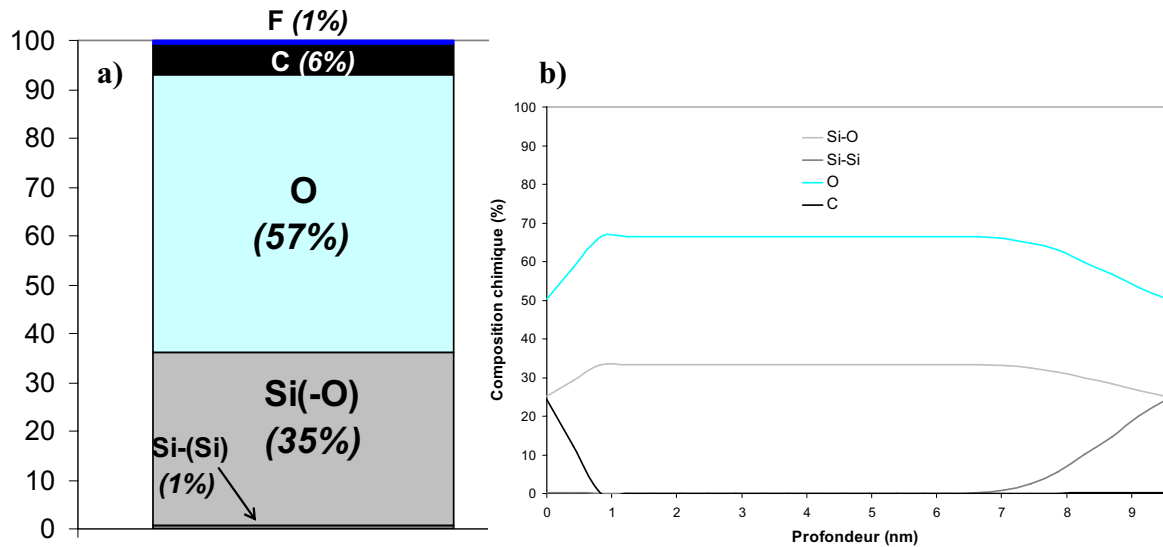 F (1%)
100
90
80
70
60
50
40
30
20
10
0
a)
C (6%)
O
(57%)
Si(-O)
(35%)
Si-(Si)
(1%)
b)
Composition chimique (%)
100
90
80
70
60
50
40
30
20
10
0
Si-O
Si-Si
O
C
0 1 2 3 4 5 6 7 8 9
Profondeur (nm)